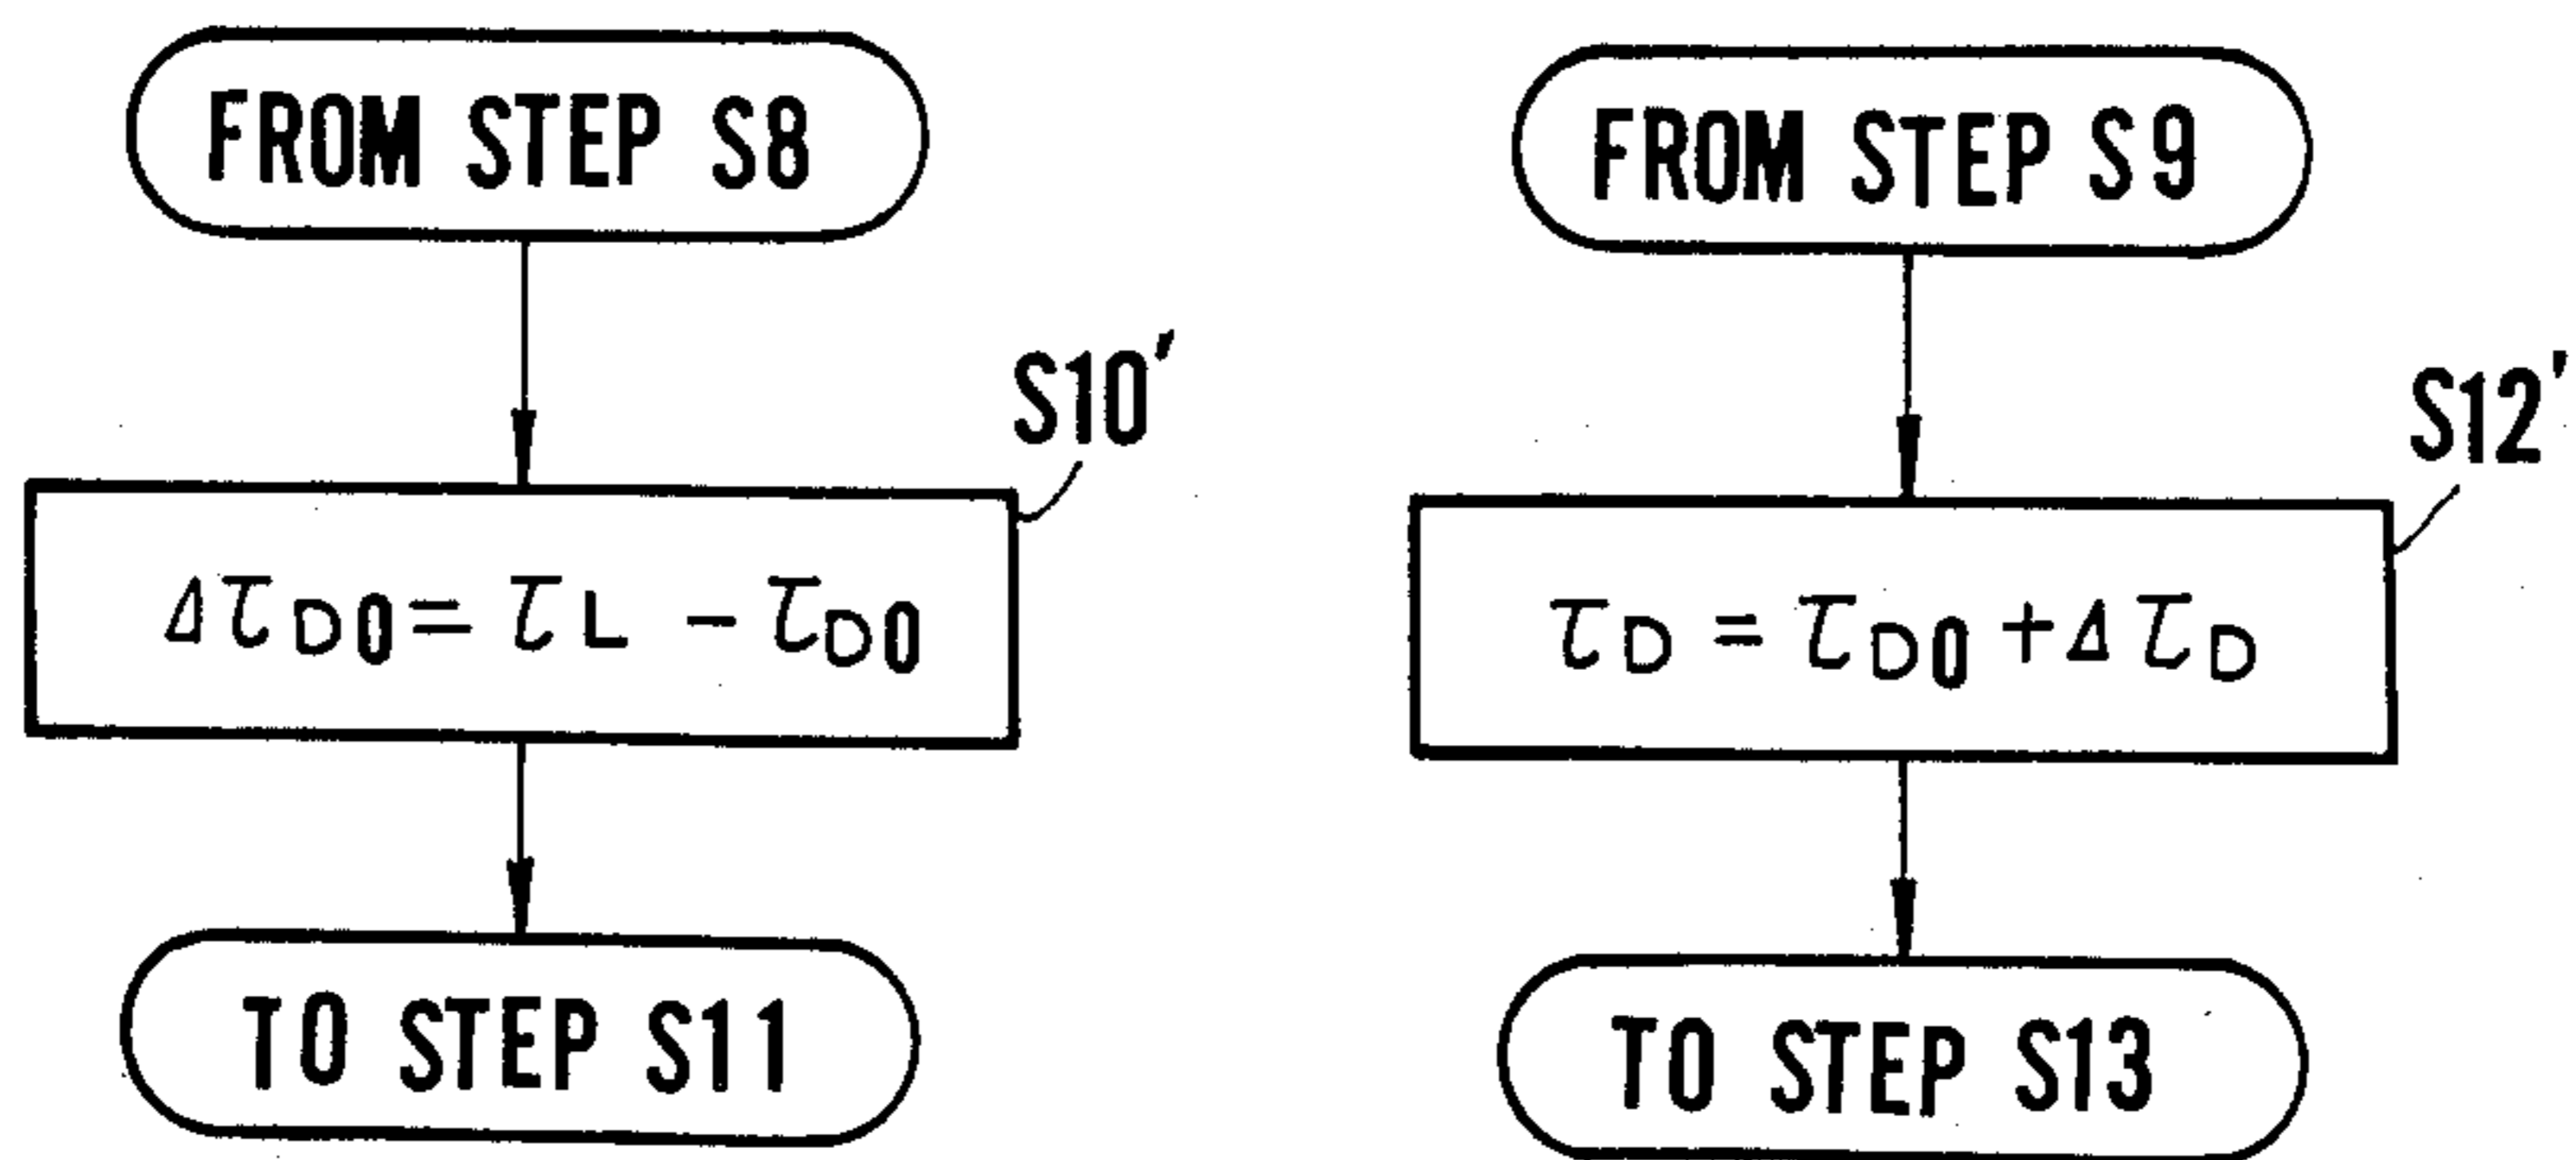 FROM STEP S8
S10'
Δτ_D0 = τ_L - τ_D0
TO STEP S11
FROM STEP S9
S12'
τ_D = τ_D0 + Δτ_D
TO STEP S13